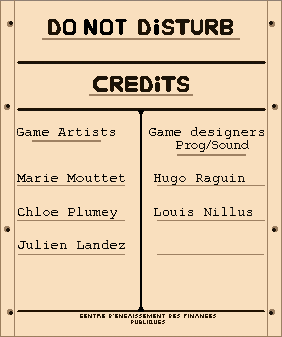 DO NOT DiSTURB
CREDiTS
Game Artists
Marie Mouttet
Chloe Plumey
Julien Landez
Game designers
Prog/Sound
Hugo Raguin
Louis Nillus
CENTRE D'ENCAISSEMENT DES FINANCES
PUBLIQUES